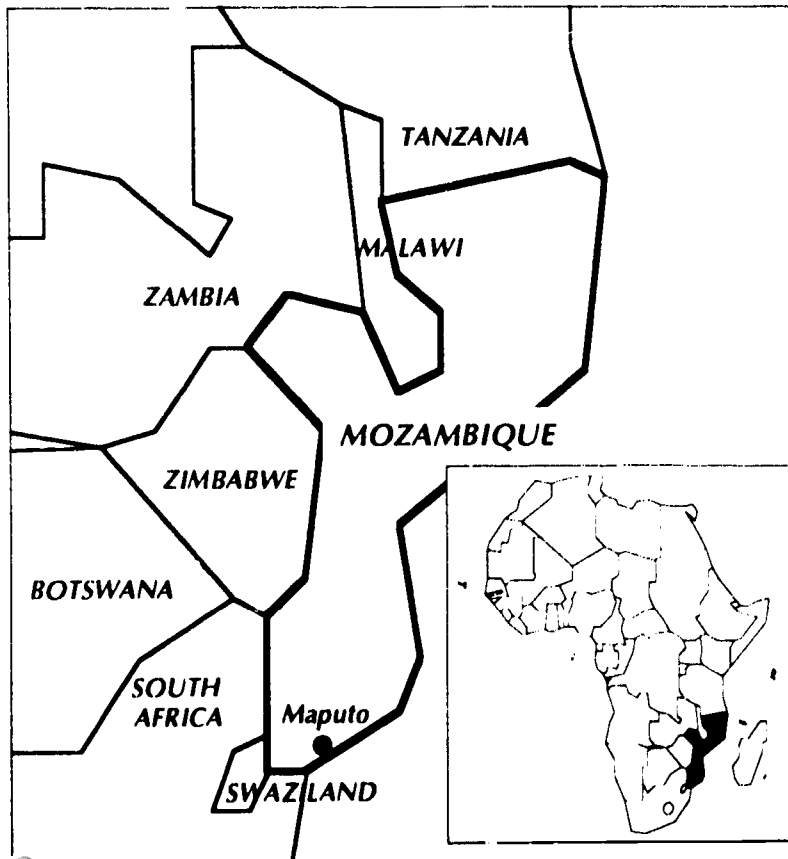 TANZANIA
MALAWI
ZAMBIA
MOZAMBIQUE
ZIMBABWE
BOTSWANA
SOUTH
AFRICA
Maputo
SWAZILAND